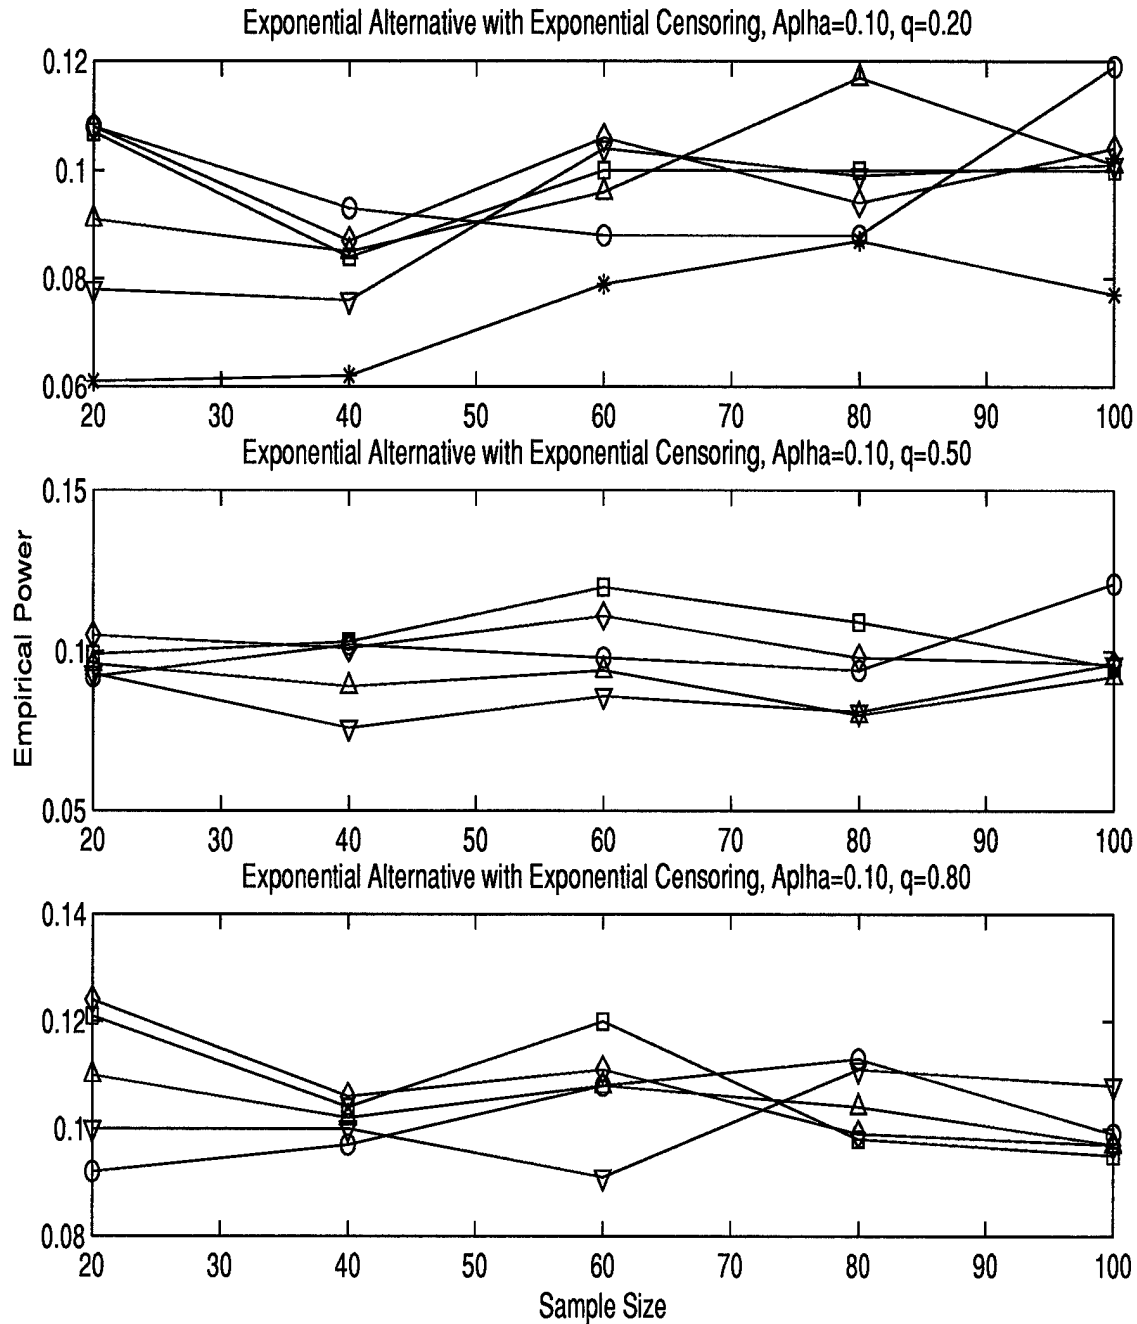 Exponential Alternative with Exponential Censoring, Aplha=0.10, q=0.20
0.12
0.1
0.08
0.06
20 30 40 50 60 70 80 90 100
Exponential Alternative with Exponential Censoring, Aplha=0.10, q=0.50
0.15
0.1
0.05
Empirical Power
20 30 40 50 60 70 80 90 100
Exponential Alternative with Exponential Censoring, Aplha=0.10, q=0.80
0.14
0.12
0.1
0.08
20 30 40 50 60 70 80 90 100
Sample Size